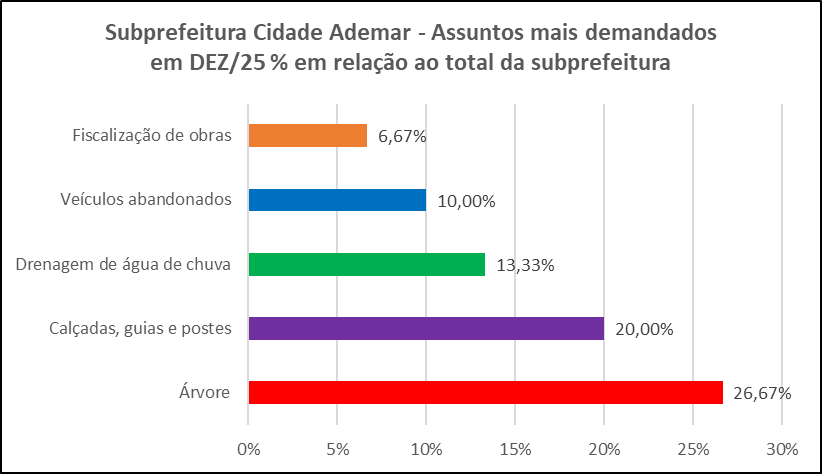 Subprefeitura Cidade Ademar - Assuntos mais demandados
em DEZ/25 % em relação ao total da subprefeitura
Fiscalização de obras
6,67%
Veículos abandonados
10,00%
Drenagem de água de chuva
13,33%
Calçadas, guias e postes
20,00%
Árvore
26,67%
0% 5% 10% 15% 20% 25% 30%